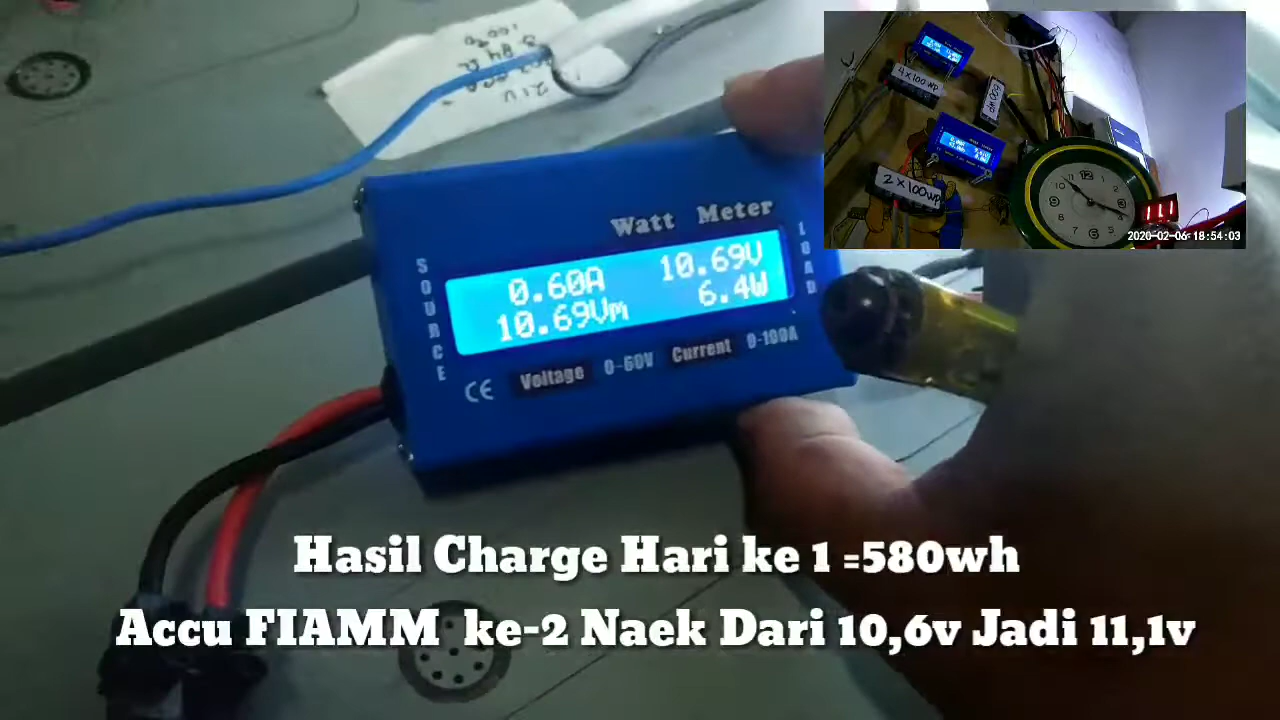 Watt Meter
SOURCE
LOAD
0.60A 10.69V
10.69Vm 6.4W
CE Voltage 0-60V Current 0-100A
4x100wp
2x100wp
2020-02-06 18:54:03
Hasil Charge Hari ke 1 =580wh
Accu FIAMM ke-2 Naek Dari 10,6v Jadi 11,1v